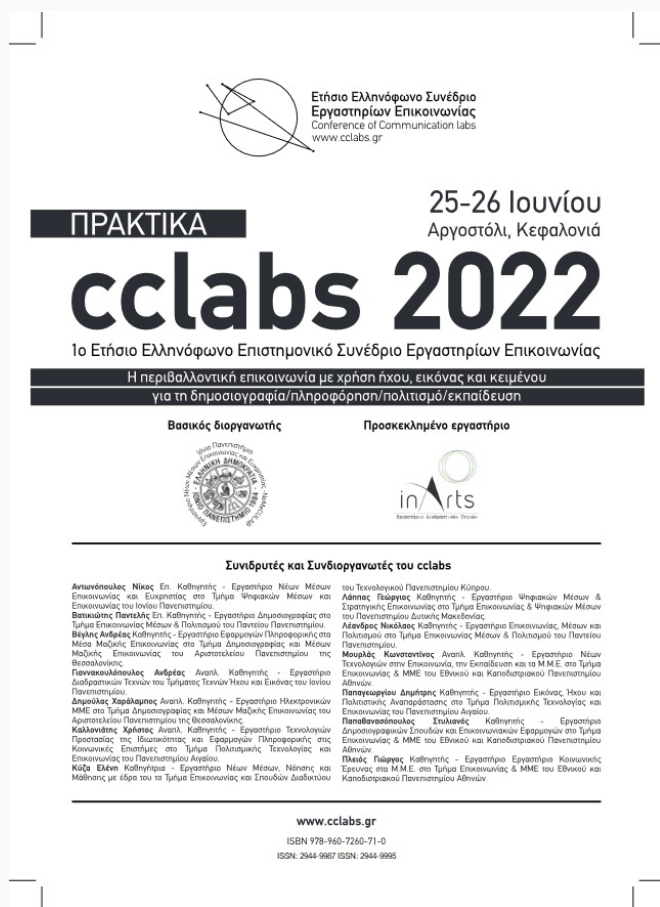 Ετήσιο Ελληνόφωνο Συνέδριο
Εργαστηρίων Επικοινωνίας
Conference of Communication labs
www.cclabs.gr
25-26 Ιουνίου
Αργοστόλι, Κεφαλονιά
ΠΡΑΚΤΙΚΑ
cclabs 2022
1ο Ετήσιο Ελληνόφωνο Επιστημονικό Συνέδριο Εργαστηρίων Επικοινωνίας
Η περιβαλλοντική επικοινωνία με χρήση ήχου, εικόνας και κειμένου
για τη δημοσιογραφία/πληροφόρηση/πολιτισμό/εκπαίδευση
Βασικός διοργανωτής
Προσκεκλημένο εργαστήριο
Ιόνιο Πανεπιστήμιο
ΕΛΛΗΝΙΚΗ ΔΗΜΟΚΡΑΤΙΑ
ΙΟΝΙΟ ΠΑΝΕΠΙΣΤΗΜΙΟ 1984
inArts
Συνιδρυτές και Συνδιοργανωτές του cclabs
Αντωνόπουλος Νίκος Επ. Καθηγητής - Εργαστήριο Νέων Μέσων
Επικοινωνίας και Ευχρηστίας στο Τμήμα Ψηφιακών Μέσων και
Επικοινωνίας του Ιονίου Πανεπιστημίου.
Βατικιώτης Παντελής Επ. Καθηγητής - Εργαστήριο Δημοσιογραφίας στο
Τμήμα Επικοινωνίας Μέσων & Πολιτισμού του Παντείου Πανεπιστημίου.
Βέγλης Ανδρέας Καθηγητής - Εργαστήριο Εφαρμογών Πληροφορικής στα
Μέσα Μαζικής Επικοινωνίας στο Τμήμα Δημοσιογραφίας και Μέσων
Μαζικής Επικοινωνίας του Αριστοτελείου Πανεπιστημίου της
Θεσσαλονίκης.
Γιαννακουλόπουλος Ανδρέας Αναπλ. Καθηγητής - Εργαστήριο
Διαδραστικών Τεχνών του Τμήματος Τεχνών Ήχου και Εικόνας του Ιονίου
Πανεπιστημίου.
Δημούλας Χαράλαμπος Αναπλ. Καθηγητής - Εργαστήριο Ηλεκτρονικών
ΜΜΕ στο Τμήμα Δημοσιογραφίας και Μέσων Μαζικής Επικοινωνίας του
Αριστοτελείου Πανεπιστημίου της Θεσσαλονίκης.
Καλλονιάτης Χρήστος Αναπλ. Καθηγητής - Εργαστήριο Τεχνολογιών
Προστασίας της Ιδιωτικότητας και Εφαρμογών Πληροφορικής στις
Κοινωνικές Επιστήμες στο Τμήμα Πολιτισμικής Τεχνολογίας και
Επικοινωνίας του Πανεπιστημίου Αιγαίου.
Κύζα Ελένη Καθηγήτρια - Εργαστήριο Νέων Μέσων, Νόησης και
Μάθησης με έδρα του το Τμήμα Επικοινωνίας και Σπουδών Διαδικτύου
του Τεχνολογικού Πανεπιστημίου Κύπρου.
Λάππας Γεώργιος Καθηγητής - Εργαστήριο Ψηφιακών Μέσων &
Στρατηγικής Επικοινωνίας στο Τμήμα Επικοινωνίας & Ψηφιακών Μέσων
του Πανεπιστημίου Δυτικής Μακεδονίας.
Λέανδρος Νικόλαος Καθηγητής - Εργαστήριο Επικοινωνίας, Μέσων και
Πολιτισμού στο Τμήμα Επικοινωνίας Μέσων & Πολιτισμού του Παντείου
Πανεπιστημίου.
Μουρλάς Κωνσταντίνος Αναπλ. Καθηγητής - Εργαστήριο Νέων
Τεχνολογιών στην Επικοινωνία, την Εκπαίδευση και τα Μ.Μ.Ε. στο Τμήμα
Επικοινωνίας & ΜΜΕ του Εθνικού και Καποδιστριακού Πανεπιστημίου
Αθηνών.
Παπαγεωργίου Δημήτρης Καθηγητής - Εργαστήριο Εικόνας, Ήχου και
Πολιτιστικής Αναπαράστασης στο Τμήμα Πολιτισμικής Τεχνολογίας και
Επικοινωνίας του Πανεπιστημίου Αιγαίου.
Παπαθανασόπουλος Στυλιανός Καθηγητής - Εργαστήριο
Δημοσιογραφικών Σπουδών και Επικοινωνιακών Εφαρμογών στο Τμήμα
Επικοινωνίας & ΜΜΕ του Εθνικού και Καποδιστριακού Πανεπιστημίου
Αθηνών.
Πλειός Γιώργος Καθηγητής - Εργαστήριο Εργαστήριο Κοινωνικής
Έρευνας στα Μ.Μ.Ε. στο Τμήμα Επικοινωνίας & ΜΜΕ του Εθνικού και
Καποδιστριακού Πανεπιστημίου Αθηνών.
www.cclabs.gr
ISBN 978-960-7260-71-0
ISSN: 2944-9987 ISSN: 2944-9995